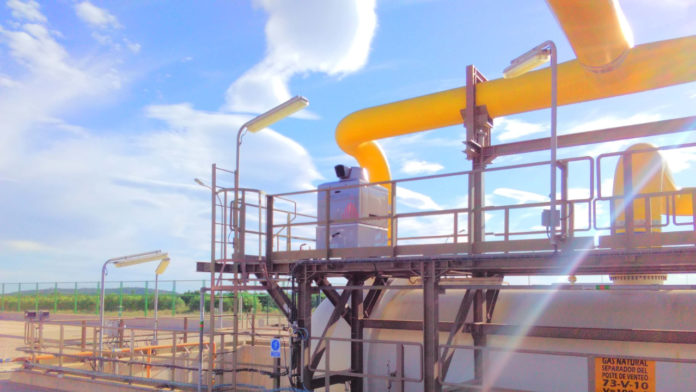 GAS NATURAL
SEPARADOR DEL
POSTE DE VENTEO
73-V-10